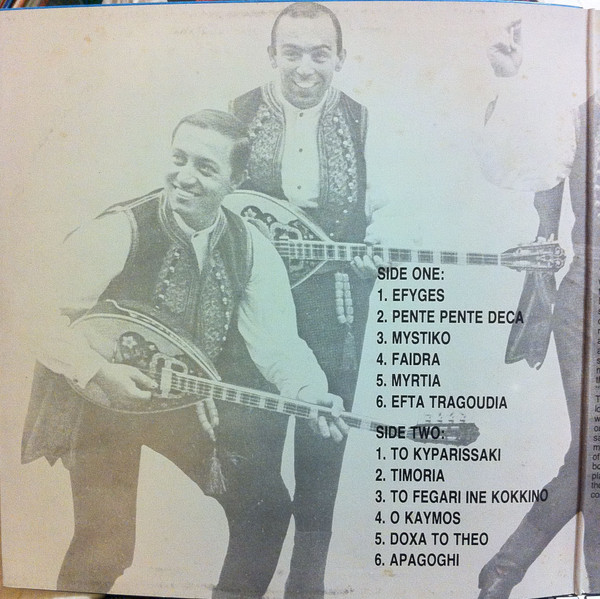 SIDE ONE:
1. EFYGES
2. PENTE PENTE DECA
3. MYSTIKO
4. FAIDRA
5. MYRTIA
6. EFTA TRAGOUDIA
SIDE TWO:
1. TO KYPARISSAKI
2. TIMORIA
3. TO FEGARI INE KOKKINO
4. O KAYMOS
5. DOXA TO THEO
6. APAGOGHI